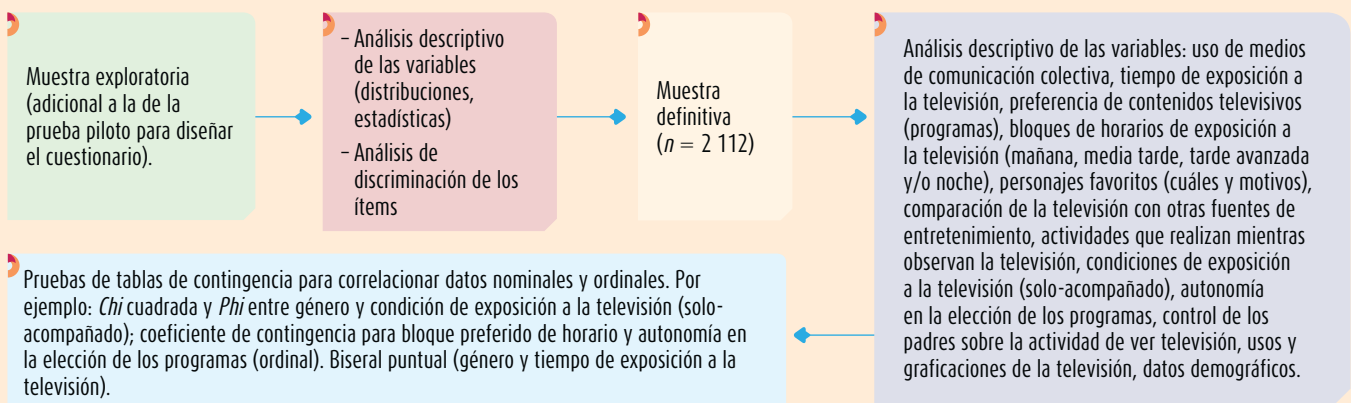 Muestra exploratoria
(adicional a la de la
prueba piloto para diseñar
el cuestionario).
– Análisis descriptivo
de las variables
(distribuciones,
estadísticas)
– Análisis de
discriminación de los
ítems
Muestra
definitiva
(n = 2 112)
Análisis descriptivo de las variables: uso de medios
de comunicación colectiva, tiempo de exposición a
la televisión, preferencia de contenidos televisivos
(programas), bloques de horarios de exposición a
la televisión (mañana, media tarde, tarde avanzada
y/o noche), personajes favoritos (cuáles y motivos),
comparación de la televisión con otras fuentes de
entretenimiento, actividades que realizan mientras
observan la televisión, condiciones de exposición
a la televisión (solo-acompañado), autonomía
en la elección de los programas, control de los
padres sobre la actividad de ver televisión, usos y
graficaciones de la televisión, datos demográficos.
Pruebas de tablas de contingencia para correlacionar datos nominales y ordinales. Por
ejemplo: Chi cuadrada y Phi entre género y condición de exposición a la televisión (solo-
acompañado); coeficiente de contingencia para bloque preferido de horario y autonomía en
la elección de los programas (ordinal). Biseral puntual (género y tiempo de exposición a la
televisión).